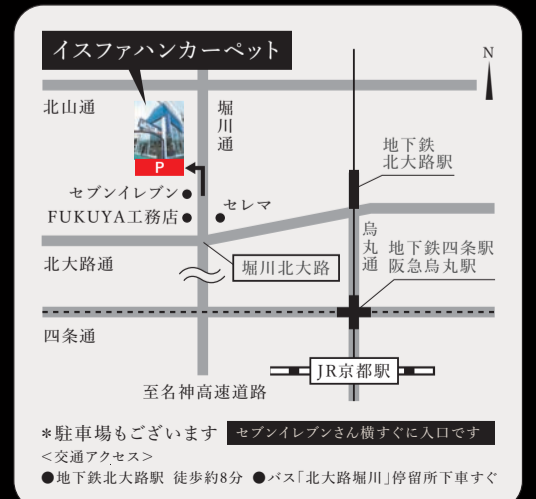 イスファハンカーペット
N
北山通
堀川通
P
地下鉄
北大路駅
セブンイレブン●
●セレマ
FUKUYA工務店●
烏丸通
地下鉄四条駅
阪急烏丸駅
北大路通
堀川北大路
四条通
JR京都駅
至名神高速道路
*駐車場もございます
セブンイレブンさん横すぐに入口です
<交通アクセス>
●地下鉄北大路駅 徒歩約8分 ●バス「北大路堀川」停留所下車すぐ